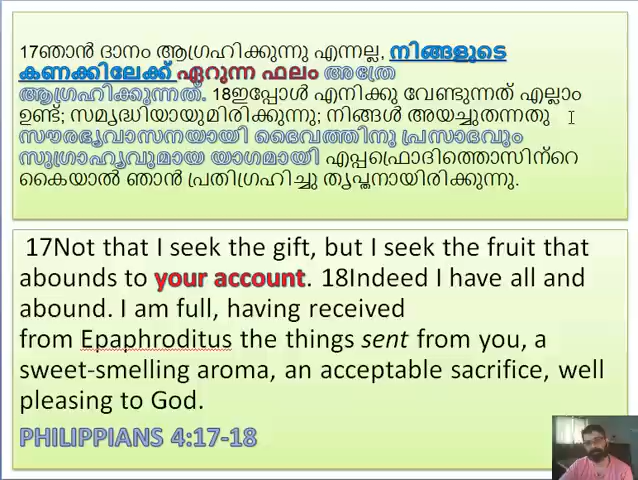 17ഞാൻ ദാനം ആഗ്രഹിക്കുന്നു എന്നല്ല, നിങ്ങളുടെ
കണക്കിലേക്ക് ഏറുന്ന ഫലം അത്രേ
ആഗ്രഹിക്കുന്നത്. 18ഇപ്പോൾ എനിക്കു വേണ്ടുന്നത് എല്ലാം
ഉണ്ട്; സമൃദ്ധിയായുമിരിക്കുന്നു; നിങ്ങൾ അയച്ചുതന്നതു
സൗരഭ്യവാസനയായി ദൈവത്തിനു പ്രസാദവും
സുഗ്രാഹ്യവുമായ യാഗമായി എപ്പഫ്രൊദിത്തൊസിന്റെ
കൈയാൽ ഞാൻ പ്രതിഗ്രഹിച്ചു തൃപ്തനായിരിക്കുന്നു.
17Not that I seek the gift, but I seek the fruit that
abounds to your account. 18Indeed I have all and
abound. I am full, having received
from Epaphroditus the things sent from you, a
sweet-smelling aroma, an acceptable sacrifice, well
pleasing to God.
PHILIPPIANS 4:17-18